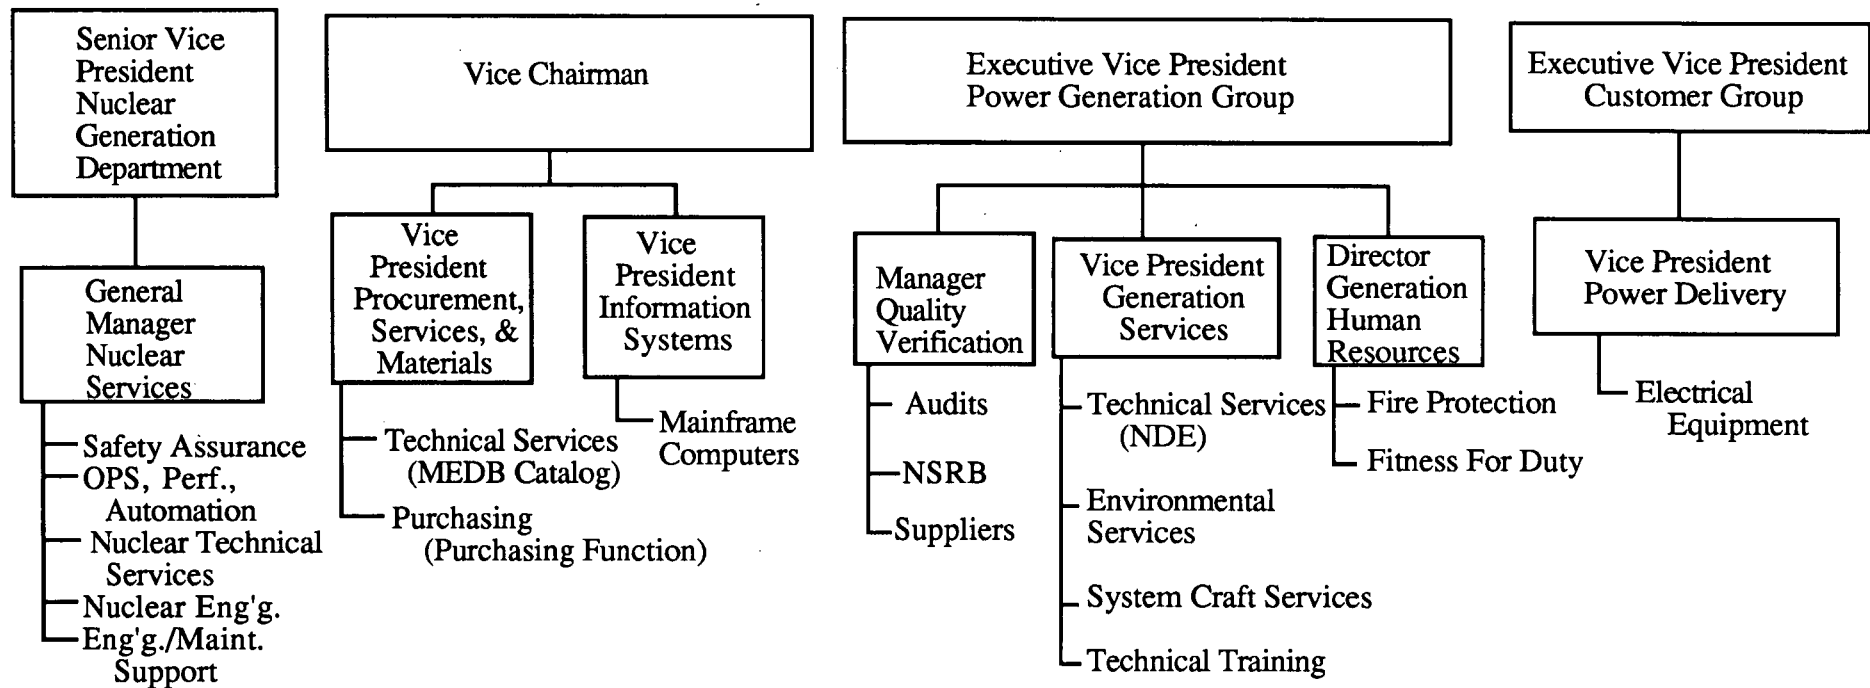 Senior Vice
President
Nuclear
Generation
Department
General
Manager
Nuclear
Services
Safety Assurance
OPS, Perf.,
Automation
Nuclear Technical
Services
Nuclear Eng'g.
Eng'g./Maint.
Support
Vice Chairman
Vice
President
Procurement,
Services, &
Materials
Technical Services
(MEDB Catalog)
Purchasing
(Purchasing Function)
Vice
President
Information
Systems
Mainframe
Computers
Executive Vice President
Power Generation Group
Manager
Quality
Verification
Audits
NSRB
Suppliers
Vice President
Generation
Services
Technical Services
(NDE)
Environmental
Services
System Craft Services
Technical Training
Director
Generation
Human
Resources
Fire Protection
Fitness For Duty
Executive Vice President
Customer Group
Vice President
Power Delivery
Electrical
Equipment